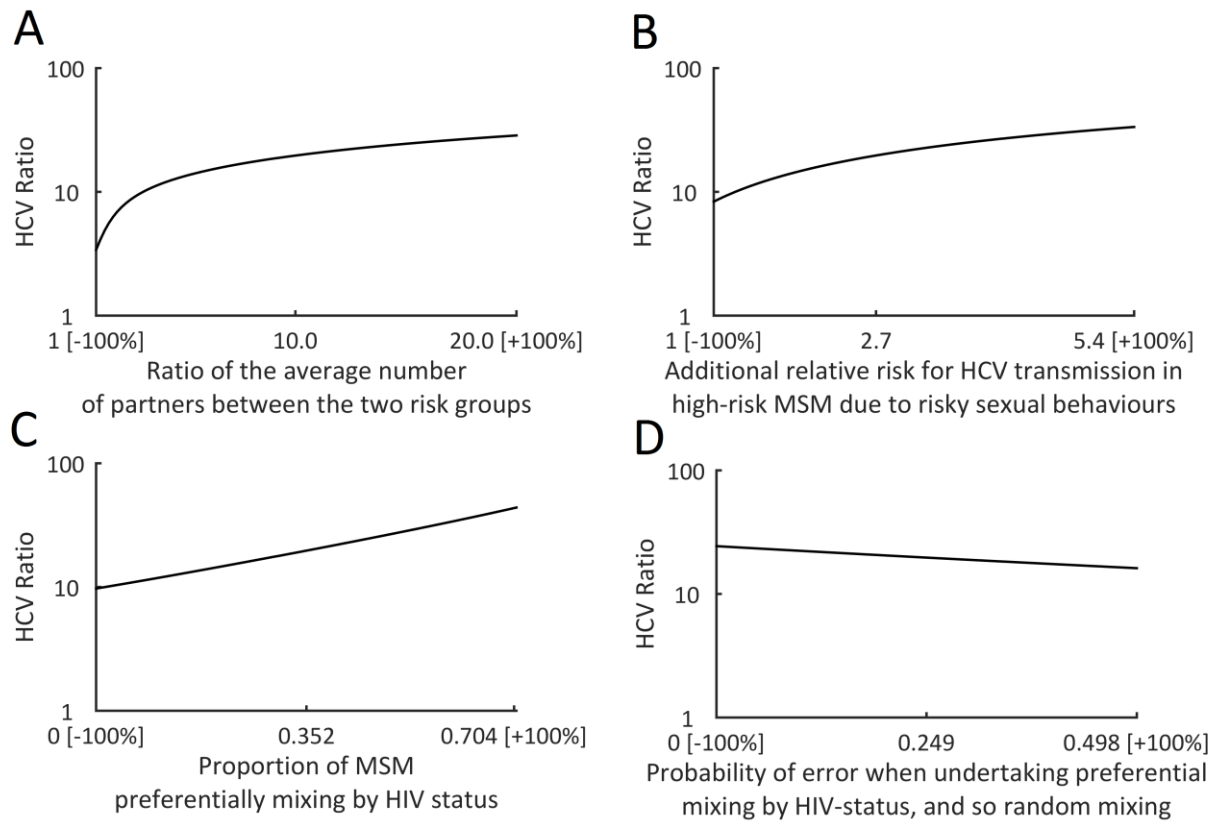 A
100
10
1
HCV Ratio
1 [-100%]
10.0
20.0 [+100%]
Ratio of the average number
of partners between the two risk groups
B
100
10
1
HCV Ratio
1 [-100%]
2.7
5.4 [+100%]
Additional relative risk for HCV transmission in
high-risk MSM due to risky sexual behaviours
C
100
10
1
HCV Ratio
0 [-100%]
0.352
0.704 [+100%]
Proportion of MSM
preferentially mixing by HIV status
D
100
10
1
HCV Ratio
0 [-100%]
0.249
0.498 [+100%]
Probability of error when undertaking preferential
mixing by HIV-status, and so random mixing